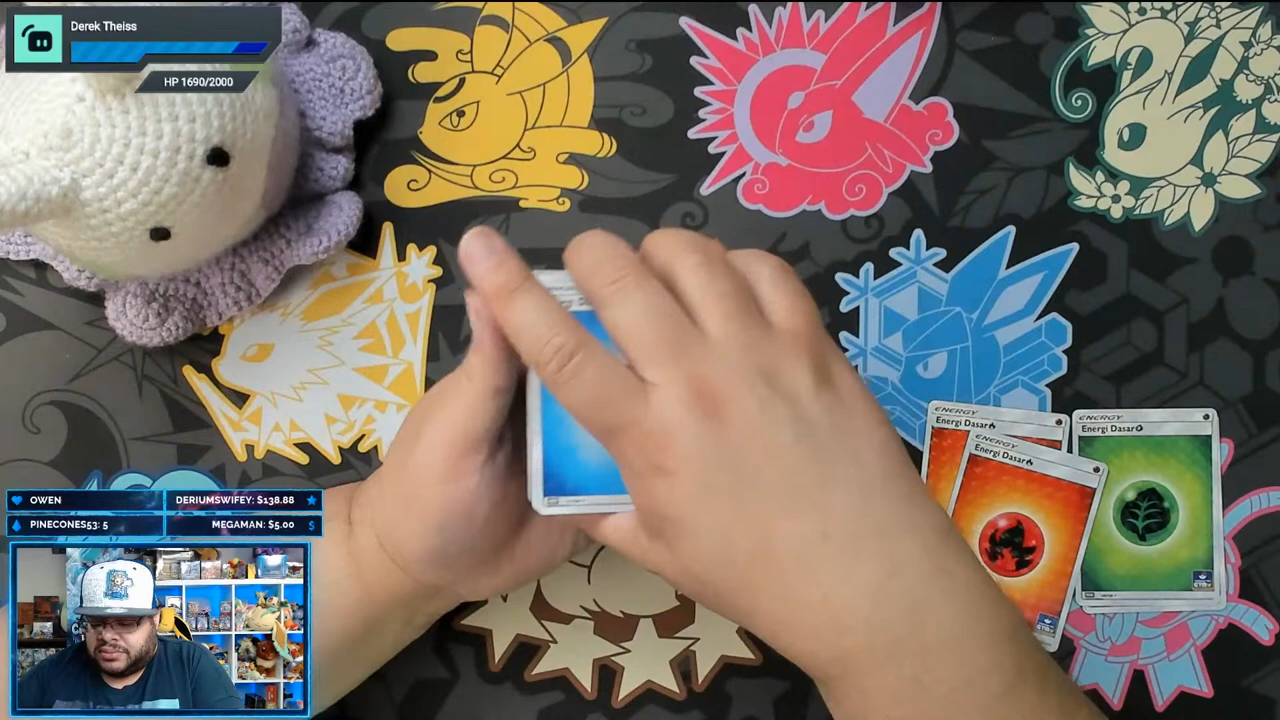 Derek Theiss
HP 1690/2000
ENERGY
Energi Dasar
ENERGY
Energi Dasar
ENERGY
Energi Dasar
OWEN
DERIUMSWIFEY: $138.88
PINECONES53: 5
MEGAMAN: $5.00